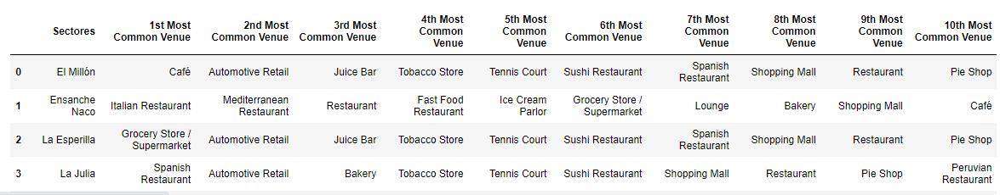 Sectores 1st Most Common Venue 2nd Most Common Venue 3rd Most Common Venue 4th Most Common Venue 5th Most Common Venue 6th Most Common Venue 7th Most Common Venue 8th Most Common Venue 9th Most Common Venue 10th Most Common Venue
0 El Millón Café Automotive Retail Juice Bar Tobacco Store Tennis Court Sushi Restaurant Spanish Restaurant Shopping Mall Restaurant Pie Shop
1 Ensanche Naco Italian Restaurant Mediterranean Restaurant Restaurant Fast Food Restaurant Ice Cream Parlor Grocery Store / Supermarket Lounge Bakery Shopping Mall Café
2 La Esperilla Grocery Store / Supermarket Automotive Retail Juice Bar Tobacco Store Tennis Court Sushi Restaurant Spanish Restaurant Shopping Mall Restaurant Pie Shop
3 La Julia Spanish Restaurant Automotive Retail Bakery Tobacco Store Tennis Court Sushi Restaurant Shopping Mall Restaurant Pie Shop Peruvian Restaurant